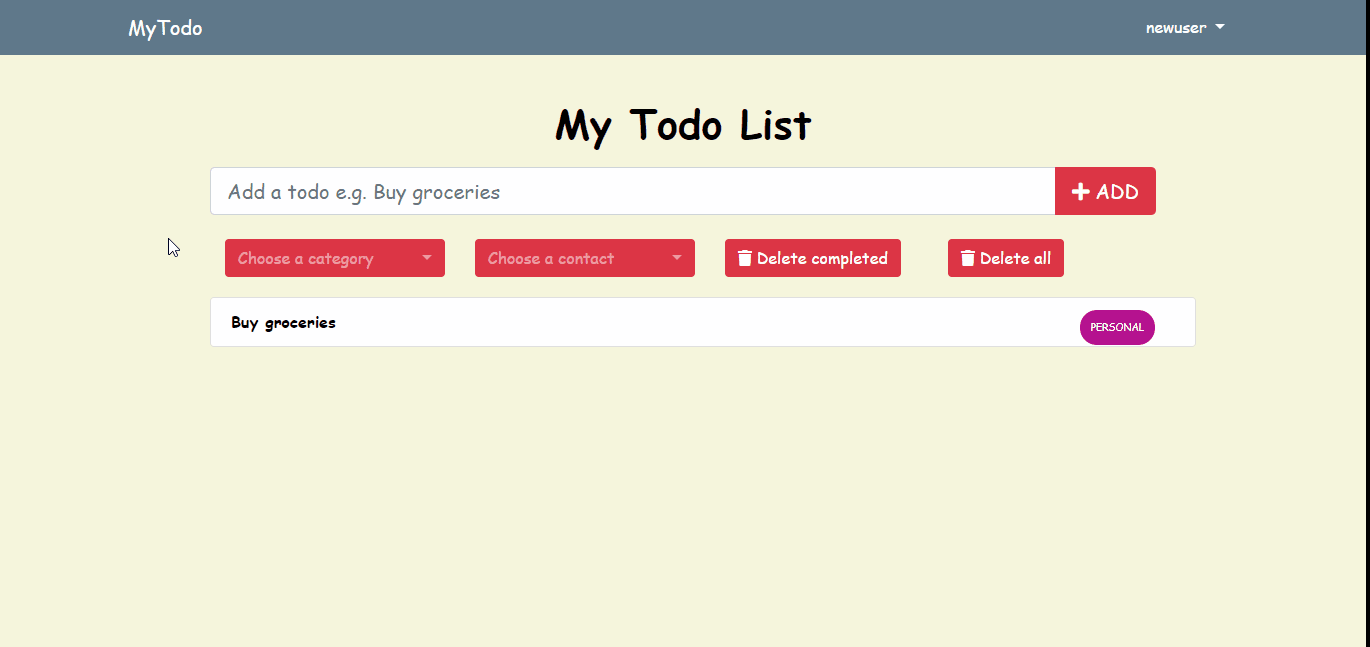 MyTodo newuser
My Todo List
Add a todo e.g. Buy groceries ADD
Choose a category Choose a contact Delete completed Delete all
Buy groceries PERSONAL